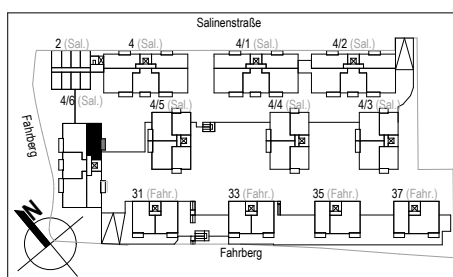 Salinenstraße
2 (Sal.) 4 (Sal.) 4/1 (Sal.) 4/2 (Sal.)
4/6 (Sal.) 4/5 (Sal.) 4/4 (Sal.) 4/3 (Sal.)
Fahrberg
31 (Fahr.) 33 (Fahr.) 35 (Fahr.) 37 (Fahr.)
N
Fahrberg